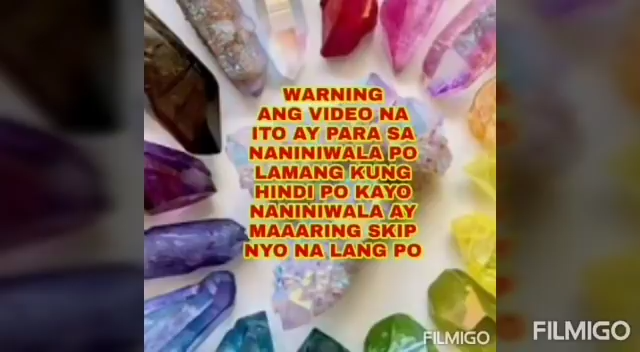 WARNING
ANG VIDEO NA
ITO AY PARA SA
NANINIWALA PO
LAMANG KUNG
HINDI PO KAYO
NANINIWALA AY
MAAARING SKIP
NYO NA LANG PO
FILMIGO
FILMIGO